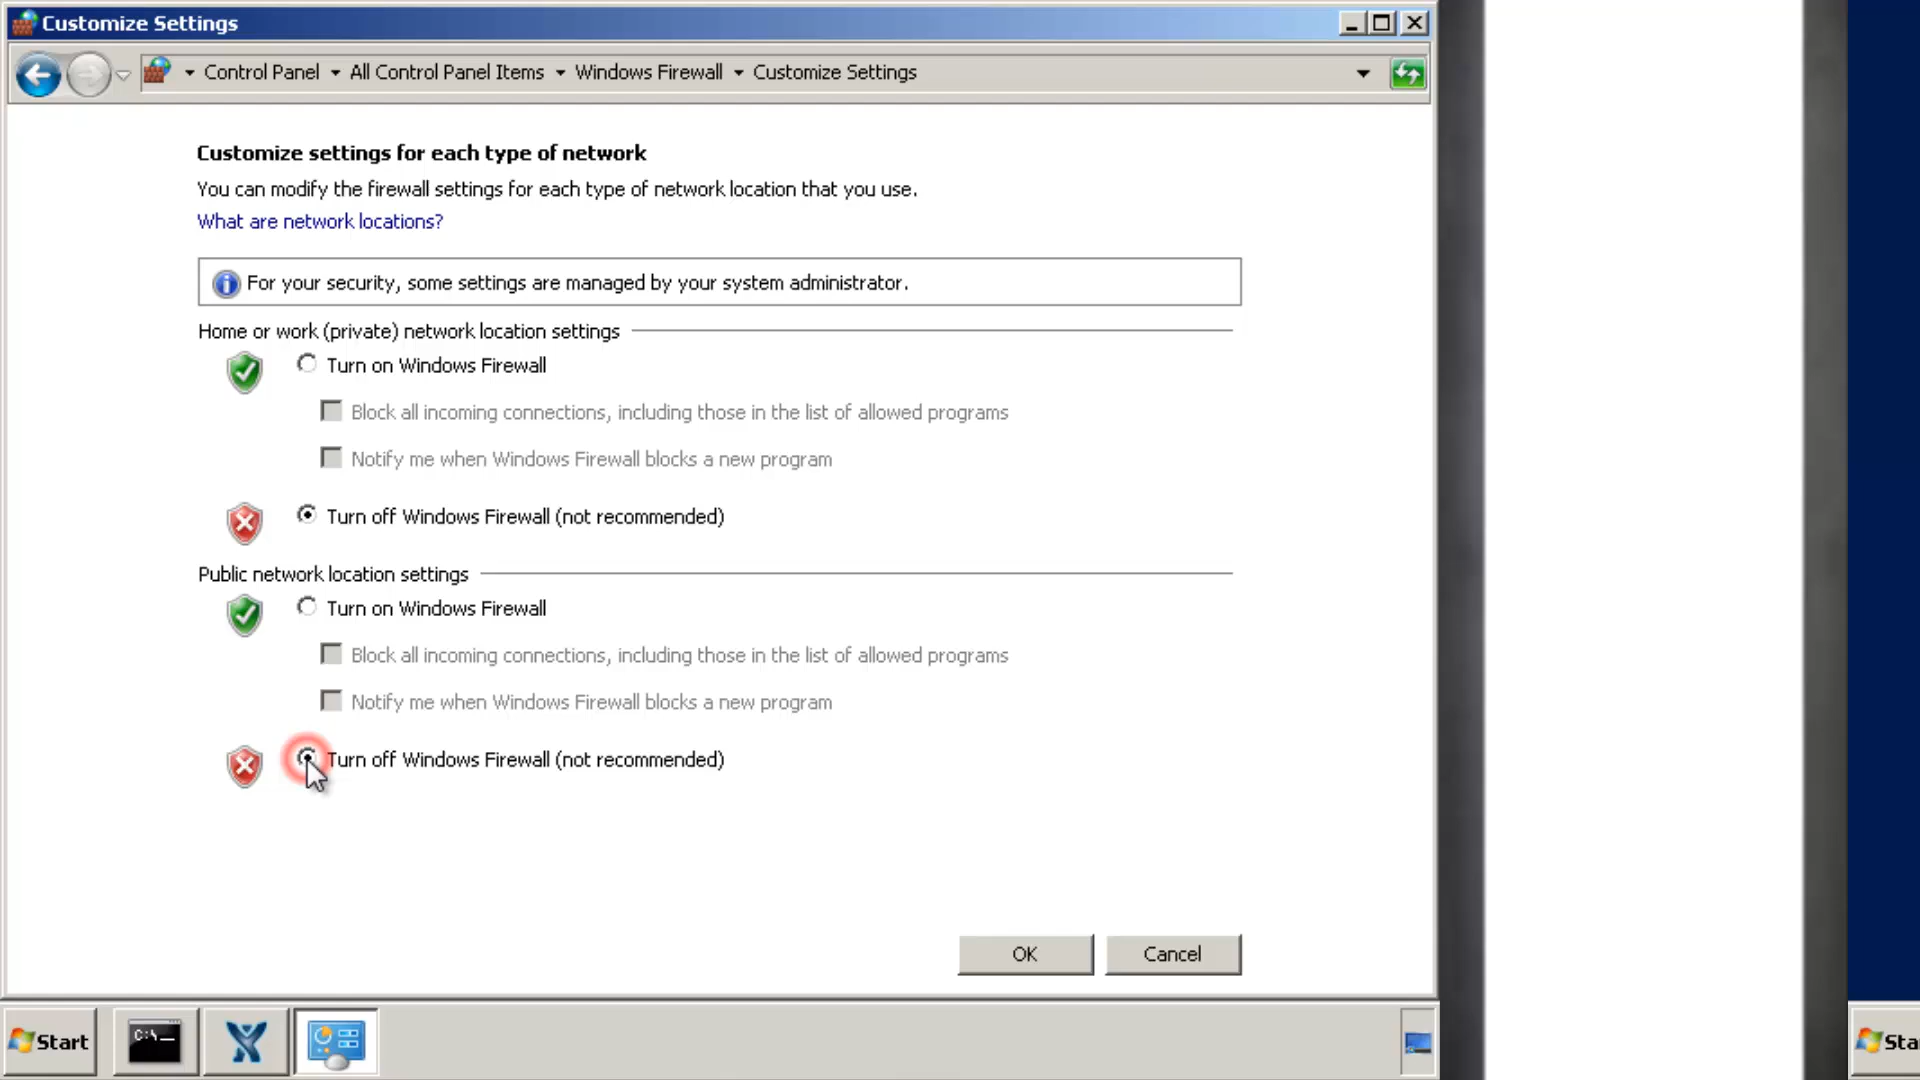 Customize Settings
Control Panel All Control Panel Items Windows Firewall Customize Settings
Customize settings for each type of network
You can modify the firewall settings for each type of network location that you use.
What are network locations?
For your security, some settings are managed by your system administrator.
Home or work (private) network location settings
Turn on Windows Firewall
Block all incoming connections, including those in the list of allowed programs
Notify me when Windows Firewall blocks a new program
Turn off Windows Firewall (not recommended)
Public network location settings
Turn on Windows Firewall
Block all incoming connections, including those in the list of allowed programs
Notify me when Windows Firewall blocks a new program
Turn off Windows Firewall (not recommended)
OK Cancel
Start C:\ Sta